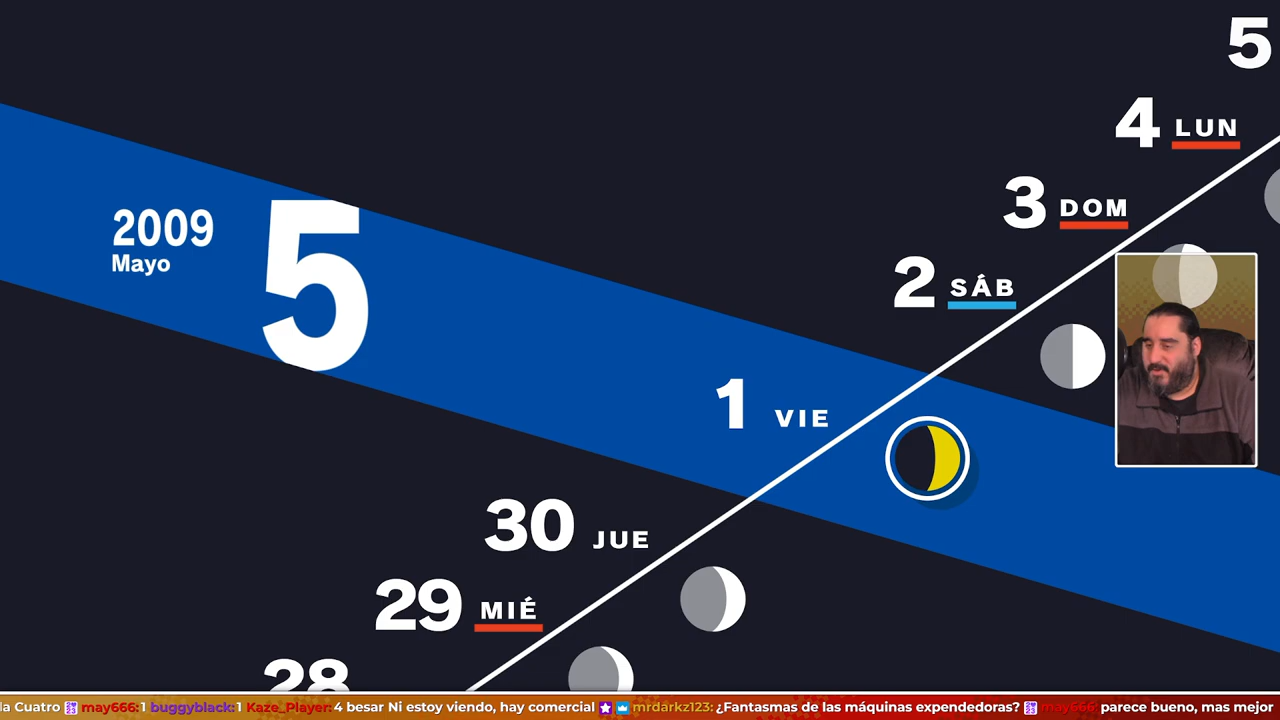 5
4 LUN
3 DOM
2 SÁB
2009
Mayo
5
1 VIE
30 JUE
29 MIÉ
28
la Cuatro may666: 1 buggyblack: 1 Kaze_Player: 4 besar Ni estoy viendo, hay comercial mrdarkz123: ¿Fantasmas de las máquinas expendedoras? may666: parece bueno, mas mejor